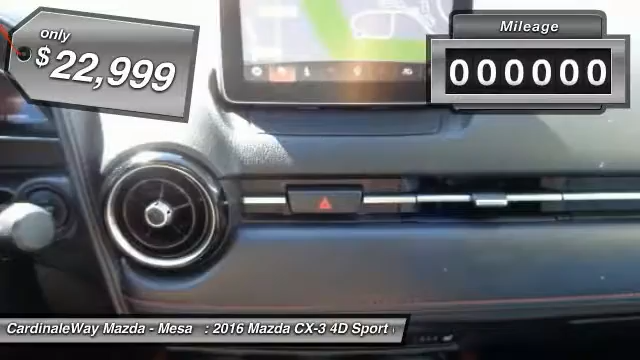 only
$22,999
Mileage
000000
CardinaleWay Mazda - Mesa : 2016 Mazda CX-3 4D Sport